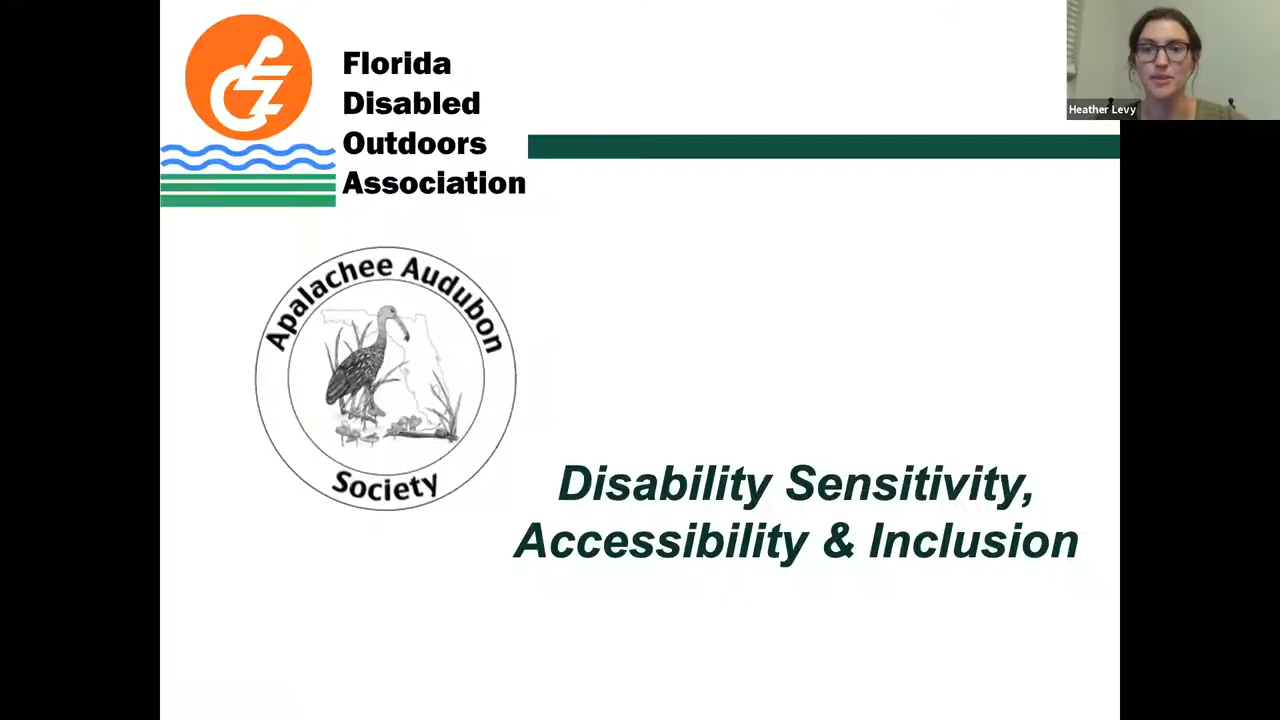 Florida
Disabled
Outdoors
Association
Heather Levy
Apalachee Audubon
Society
Disability Sensitivity,
Accessibility & Inclusion